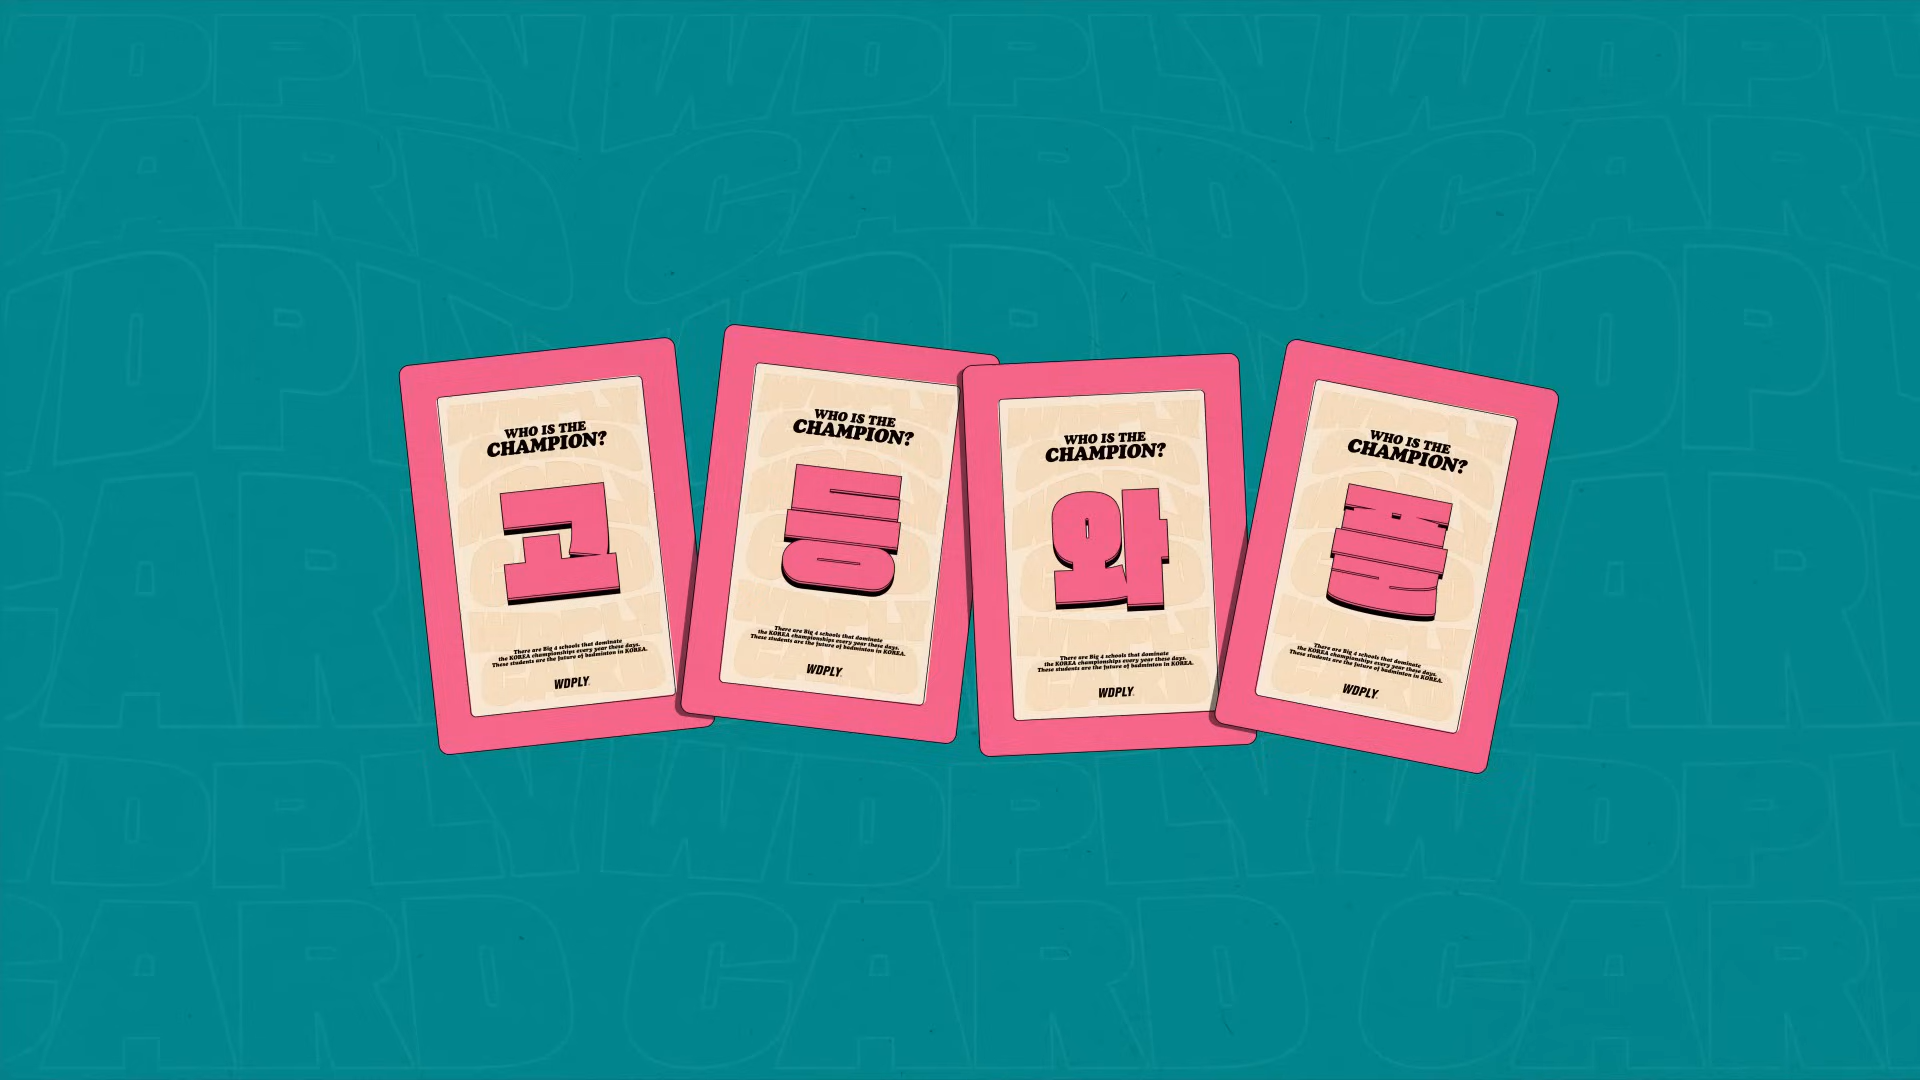 WHO IS THE
CHAMPION?
고
There are Big 4 schools that dominate
the KOREA championships every year these days.
These students are the future of badminton in KOREA.
WDPLY
WHO IS THE
CHAMPION?
등
There are Big 4 schools that dominate
the KOREA championships every year these days.
These students are the future of badminton in KOREA.
WDPLY
WHO IS THE
CHAMPION?
와
There are Big 4 schools that dominate
the KOREA championships every year these days.
These students are the future of badminton in KOREA.
WDPLY
WHO IS THE
CHAMPION?
플
There are Big 4 schools that dominate
the KOREA championships every year these days.
These students are the future of badminton in KOREA.
WDPLY